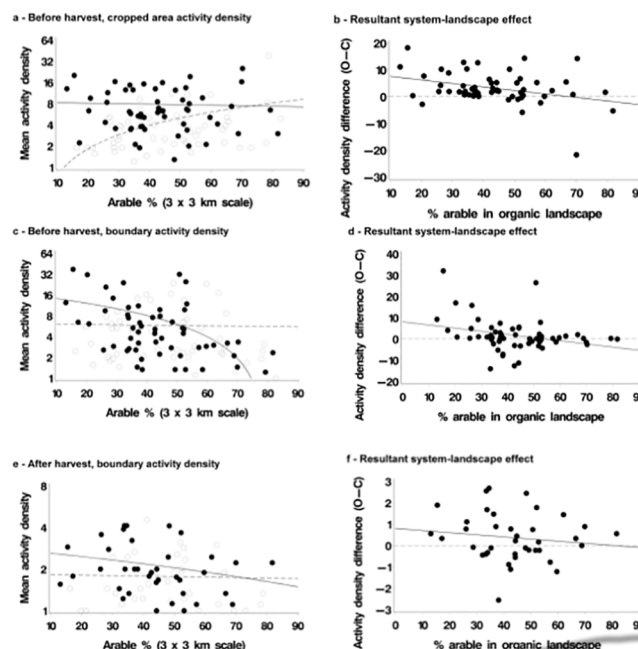 a - Before harvest, cropped area activity density
64
32
16
8
4
2
1
Mean activity density
10 20 30 40 50 60 70 80 90
Arable % (3 x 3 km scale)
b - Resultant system-landscape effect
20
10
0
−10
−20
−30
Activity density difference (O−C)
10 20 30 40 50 60 70 80 90
% arable in organic landscape
c - Before harvest, boundary activity density
64
32
16
8
4
2
1
Mean activity density
10 20 30 40 50 60 70 80 90
Arable % (3 x 3 km scale)
d - Resultant system-landscape effect
40
30
20
10
0
−10
−20
Activity density difference (O−C)
0 10 20 30 40 50 60 70 80 90
% arable in organic landscape
e - After harvest, boundary activity density
8
4
2
1
Mean activity density
10 20 30 40 50 60 70 80 90
Arable % (3 x 3 km scale)
f - Resultant system-landscape effect
3
2
1
0
−1
−2
−3
Activity density difference (O−C)
0 10 20 30 40 50 60 70 80 90
% arable in organic landscape